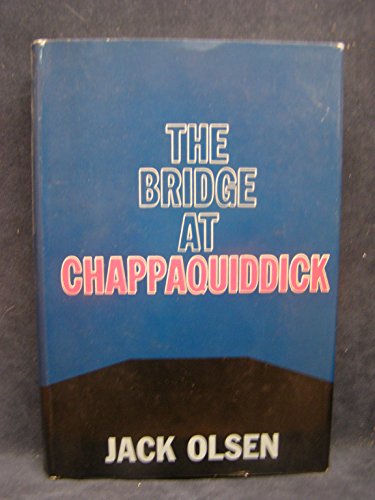 THE
BRIDGE
AT
CHAPPAQUIDDICK
JACK OLSEN